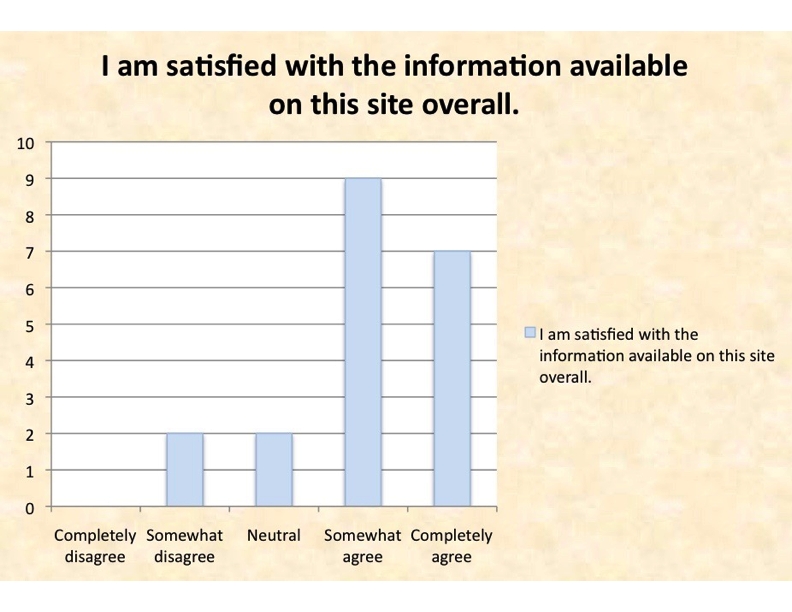 I am satisfied with the information available
on this site overall.
10
9
8
7
6
5
4
3
2
1
0
Completely disagree
Somewhat disagree
Neutral
Somewhat agree
Completely agree
I am satisfied with the
information available on this site
overall.